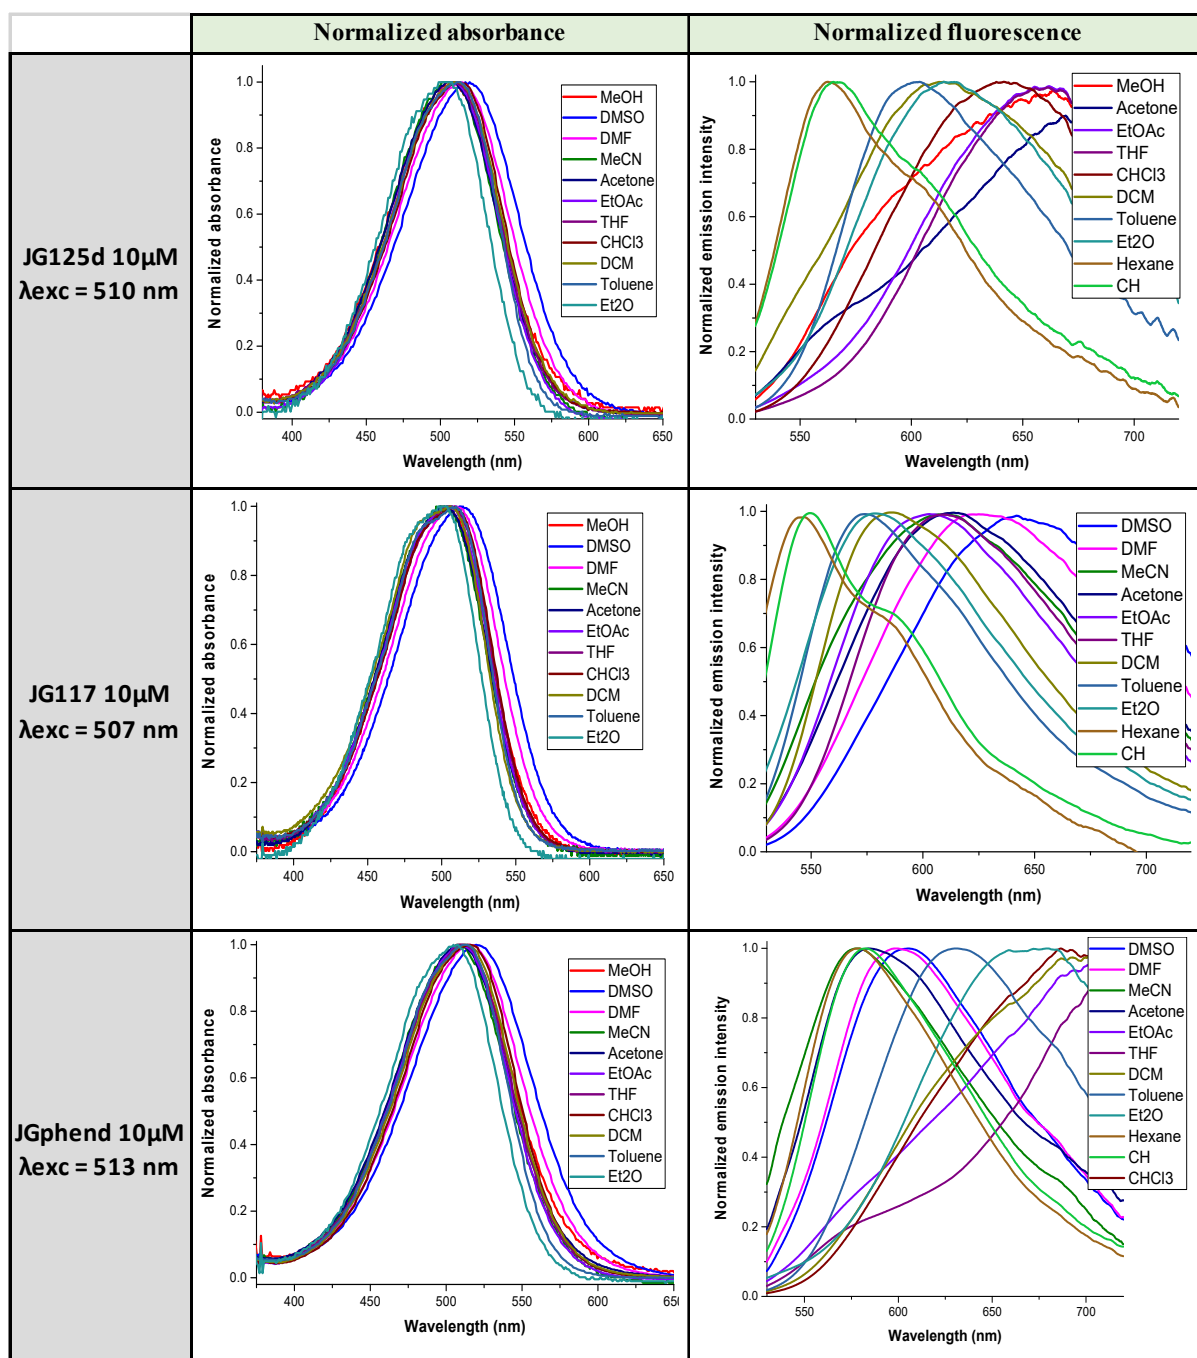 Normalized absorbance
Normalized fluorescence
JG125d 10µM
λexc = 510 nm
Normalized absorbance
1.0
0.8
0.6
0.4
0.2
0.0
400
450
500
550
600
650
Wavelength (nm)
MeOH
DMSO
DMF
MeCN
Acetone
EtOAc
THF
CHCl3
DCM
Toluene
Et2O
Normalized emission intensity
1.0
0.8
0.6
0.4
0.2
0.0
550
600
650
700
Wavelength (nm)
MeOH
Acetone
EtOAc
THF
CHCl3
DCM
Toluene
Et2O
Hexane
CH
JG117 10µM
λexc = 507 nm
Normalized absorbance
1.0
0.8
0.6
0.4
0.2
0.0
400
450
500
550
600
650
Wavelength (nm)
MeOH
DMSO
DMF
MeCN
Acetone
EtOAc
THF
CHCl3
DCM
Toluene
Et2O
Normalized emission intensity
1.0
0.8
0.6
0.4
0.2
0.0
550
600
650
700
Wavelength (nm)
DMSO
DMF
MeCN
Acetone
EtOAc
THF
DCM
Toluene
Et2O
Hexane
CH
JGphend 10µM
λexc = 513 nm
Normalized absorbance
1.0
0.8
0.6
0.4
0.2
0.0
400
450
500
550
600
650
Wavelength (nm)
MeOH
DMSO
DMF
MeCN
Acetone
EtOAc
THF
CHCl3
DCM
Toluene
Et2O
Normalized emission intensity
1.0
0.8
0.6
0.4
0.2
0.0
550
600
650
700
Wavelength (nm)
DMSO
DMF
MeCN
Acetone
EtOAc
THF
DCM
Toluene
Et2O
Hexane
CH
CHCl3